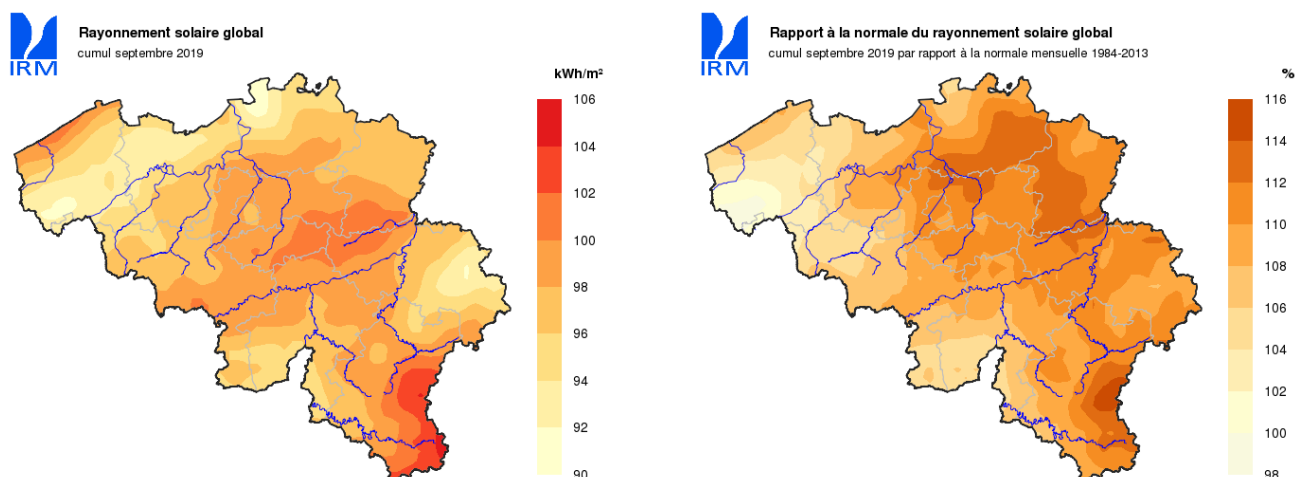 IRM
Rayonnement solaire global
cumul septembre 2019
kWh/m²
106
104
102
100
98
96
94
92
90
IRM
Rapport à la normale du rayonnement solaire global
cumul septembre 2019 par rapport à la normale mensuelle 1984-2013
%
116
114
112
110
108
106
104
102
100
98